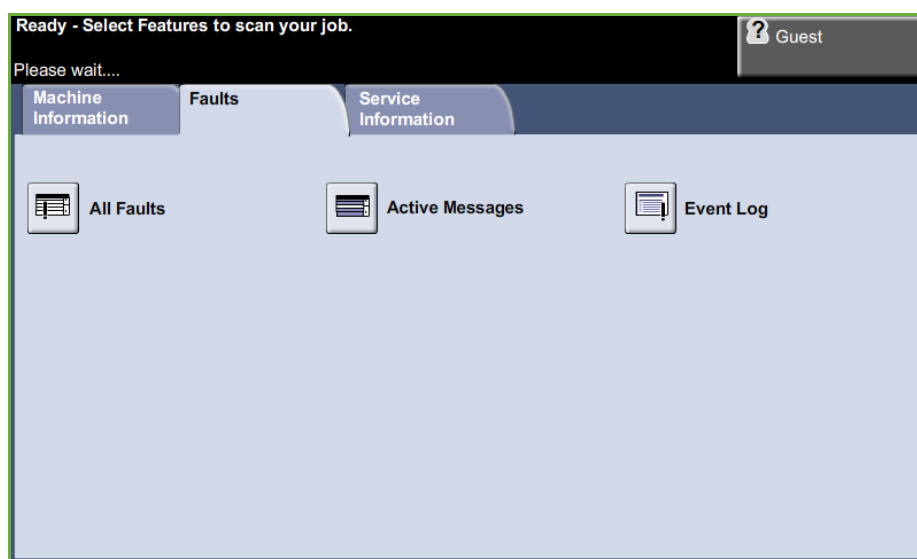 Ready - Select Features to scan your job.
Guest
Please wait....
Machine
Information
Faults
Service
Information
All Faults
Active Messages
Event Log